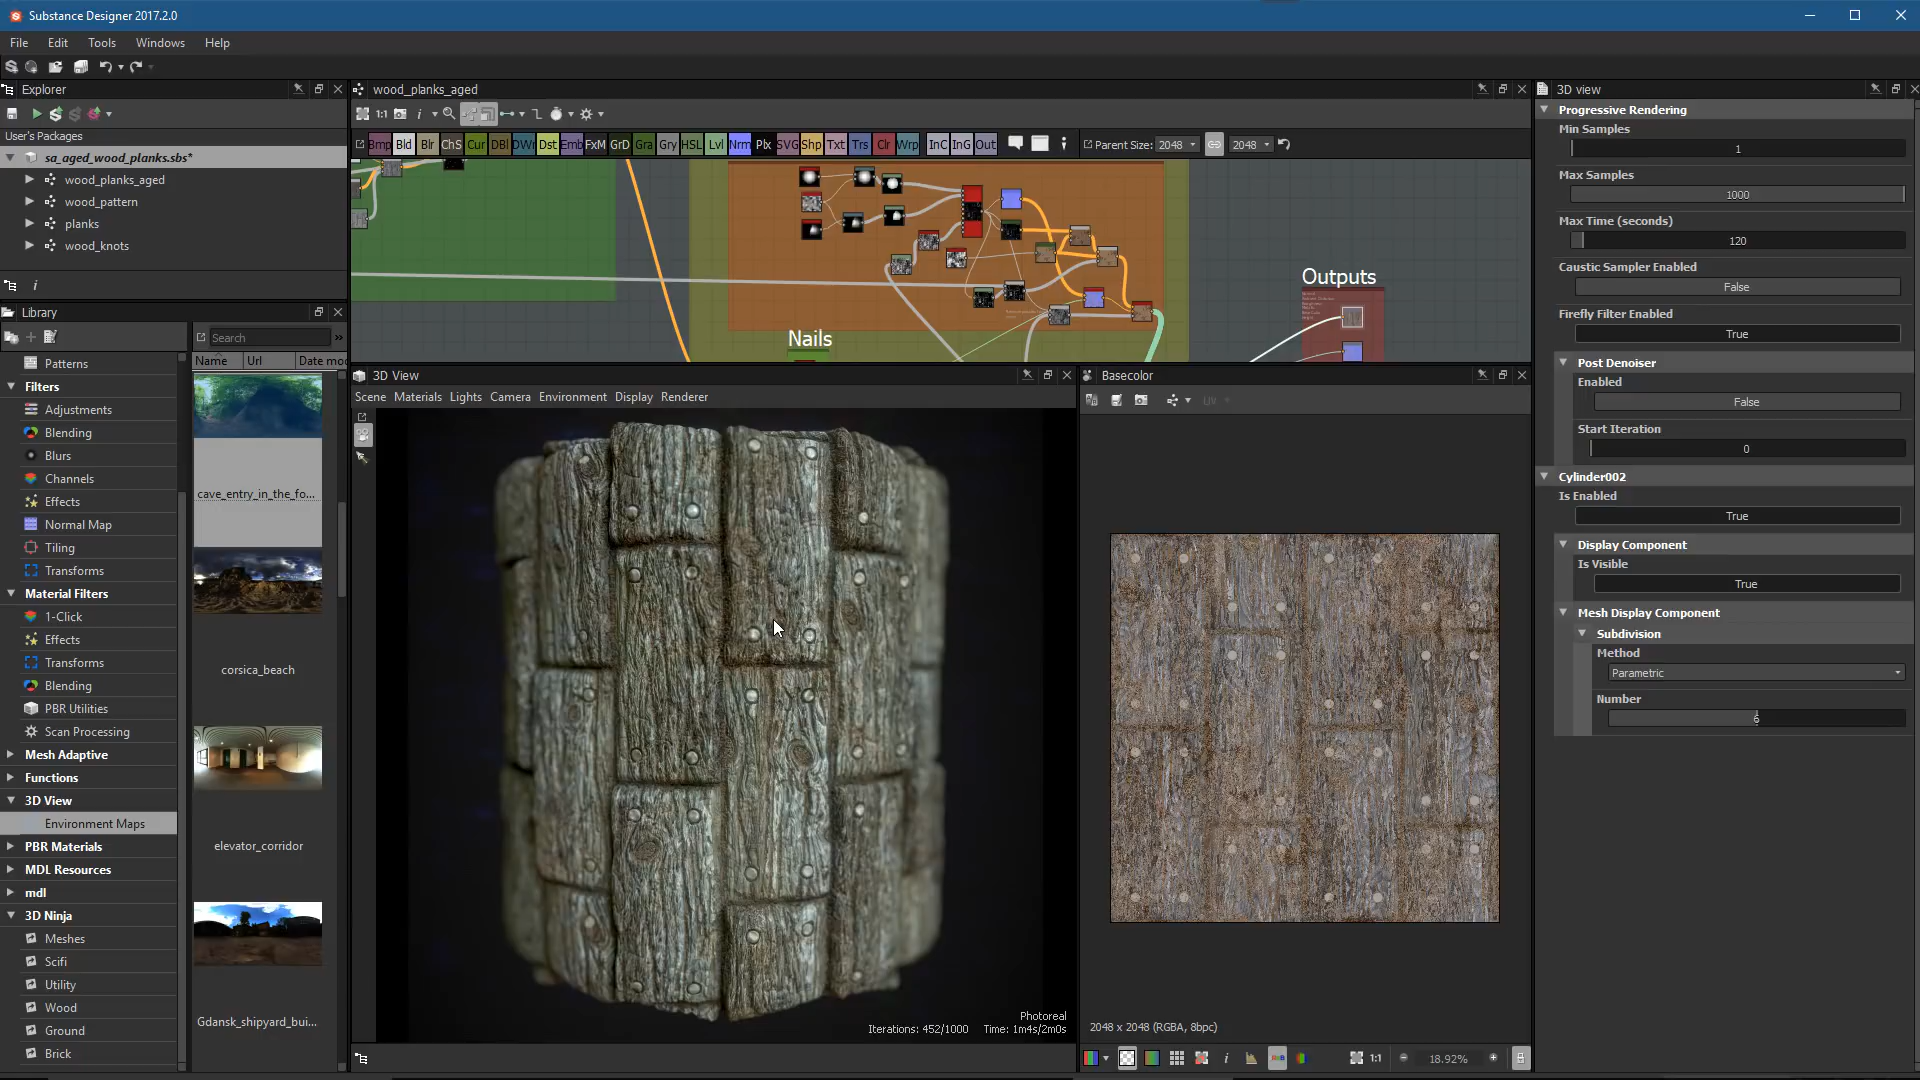 Substance Designer 2017.2.0
File Edit Tools Windows Help
Explorer
User's Packages
sa_aged_wood_planks.sbs*
wood_planks_aged
wood_pattern
planks
wood_knots
Library
Search
Name Url Date mod
Patterns
Filters
Adjustments
Blending
Blurs
Channels
Effects
Normal Map
Tiling
Transforms
Material Filters
1-Click
Effects
Transforms
Blending
PBR Utilities
Scan Processing
Mesh Adaptive
Functions
3D View
Environment Maps
PBR Materials
MDL Resources
mdl
3D Ninja
Meshes
Scifi
Utility
Wood
Ground
Brick
cave_entry_in_the_fo...
corsica_beach
elevator_corridor
Gdansk_shipyard_bui...
wood_planks_aged
1:1
Bmp Bld Blr ChS Cur DBl DWr Dst Emb FxM GrD Gra Gry HSL Lvl Nrm Plx SVG Shp Txt Trs Clr Wrp InC InG Out
Parent Size: 2048 2048
Nails
Outputs
3D View
Scene Materials Lights Camera Environment Display Renderer
Photoreal
Iterations: 452/1000 Time: 1m4s/2m0s
Basecolor
UV
2048 x 2048 (RGBA, 8bpc)
1:1
18.92%
3D view
Progressive Rendering
Min Samples
1
Max Samples
1000
Max Time (seconds)
120
Caustic Sampler Enabled
False
Firefly Filter Enabled
True
Post Denoiser
Enabled
False
Start Iteration
0
Cylinder002
Is Enabled
True
Display Component
Is Visible
True
Mesh Display Component
Subdivision
Method
Parametric
Number
6